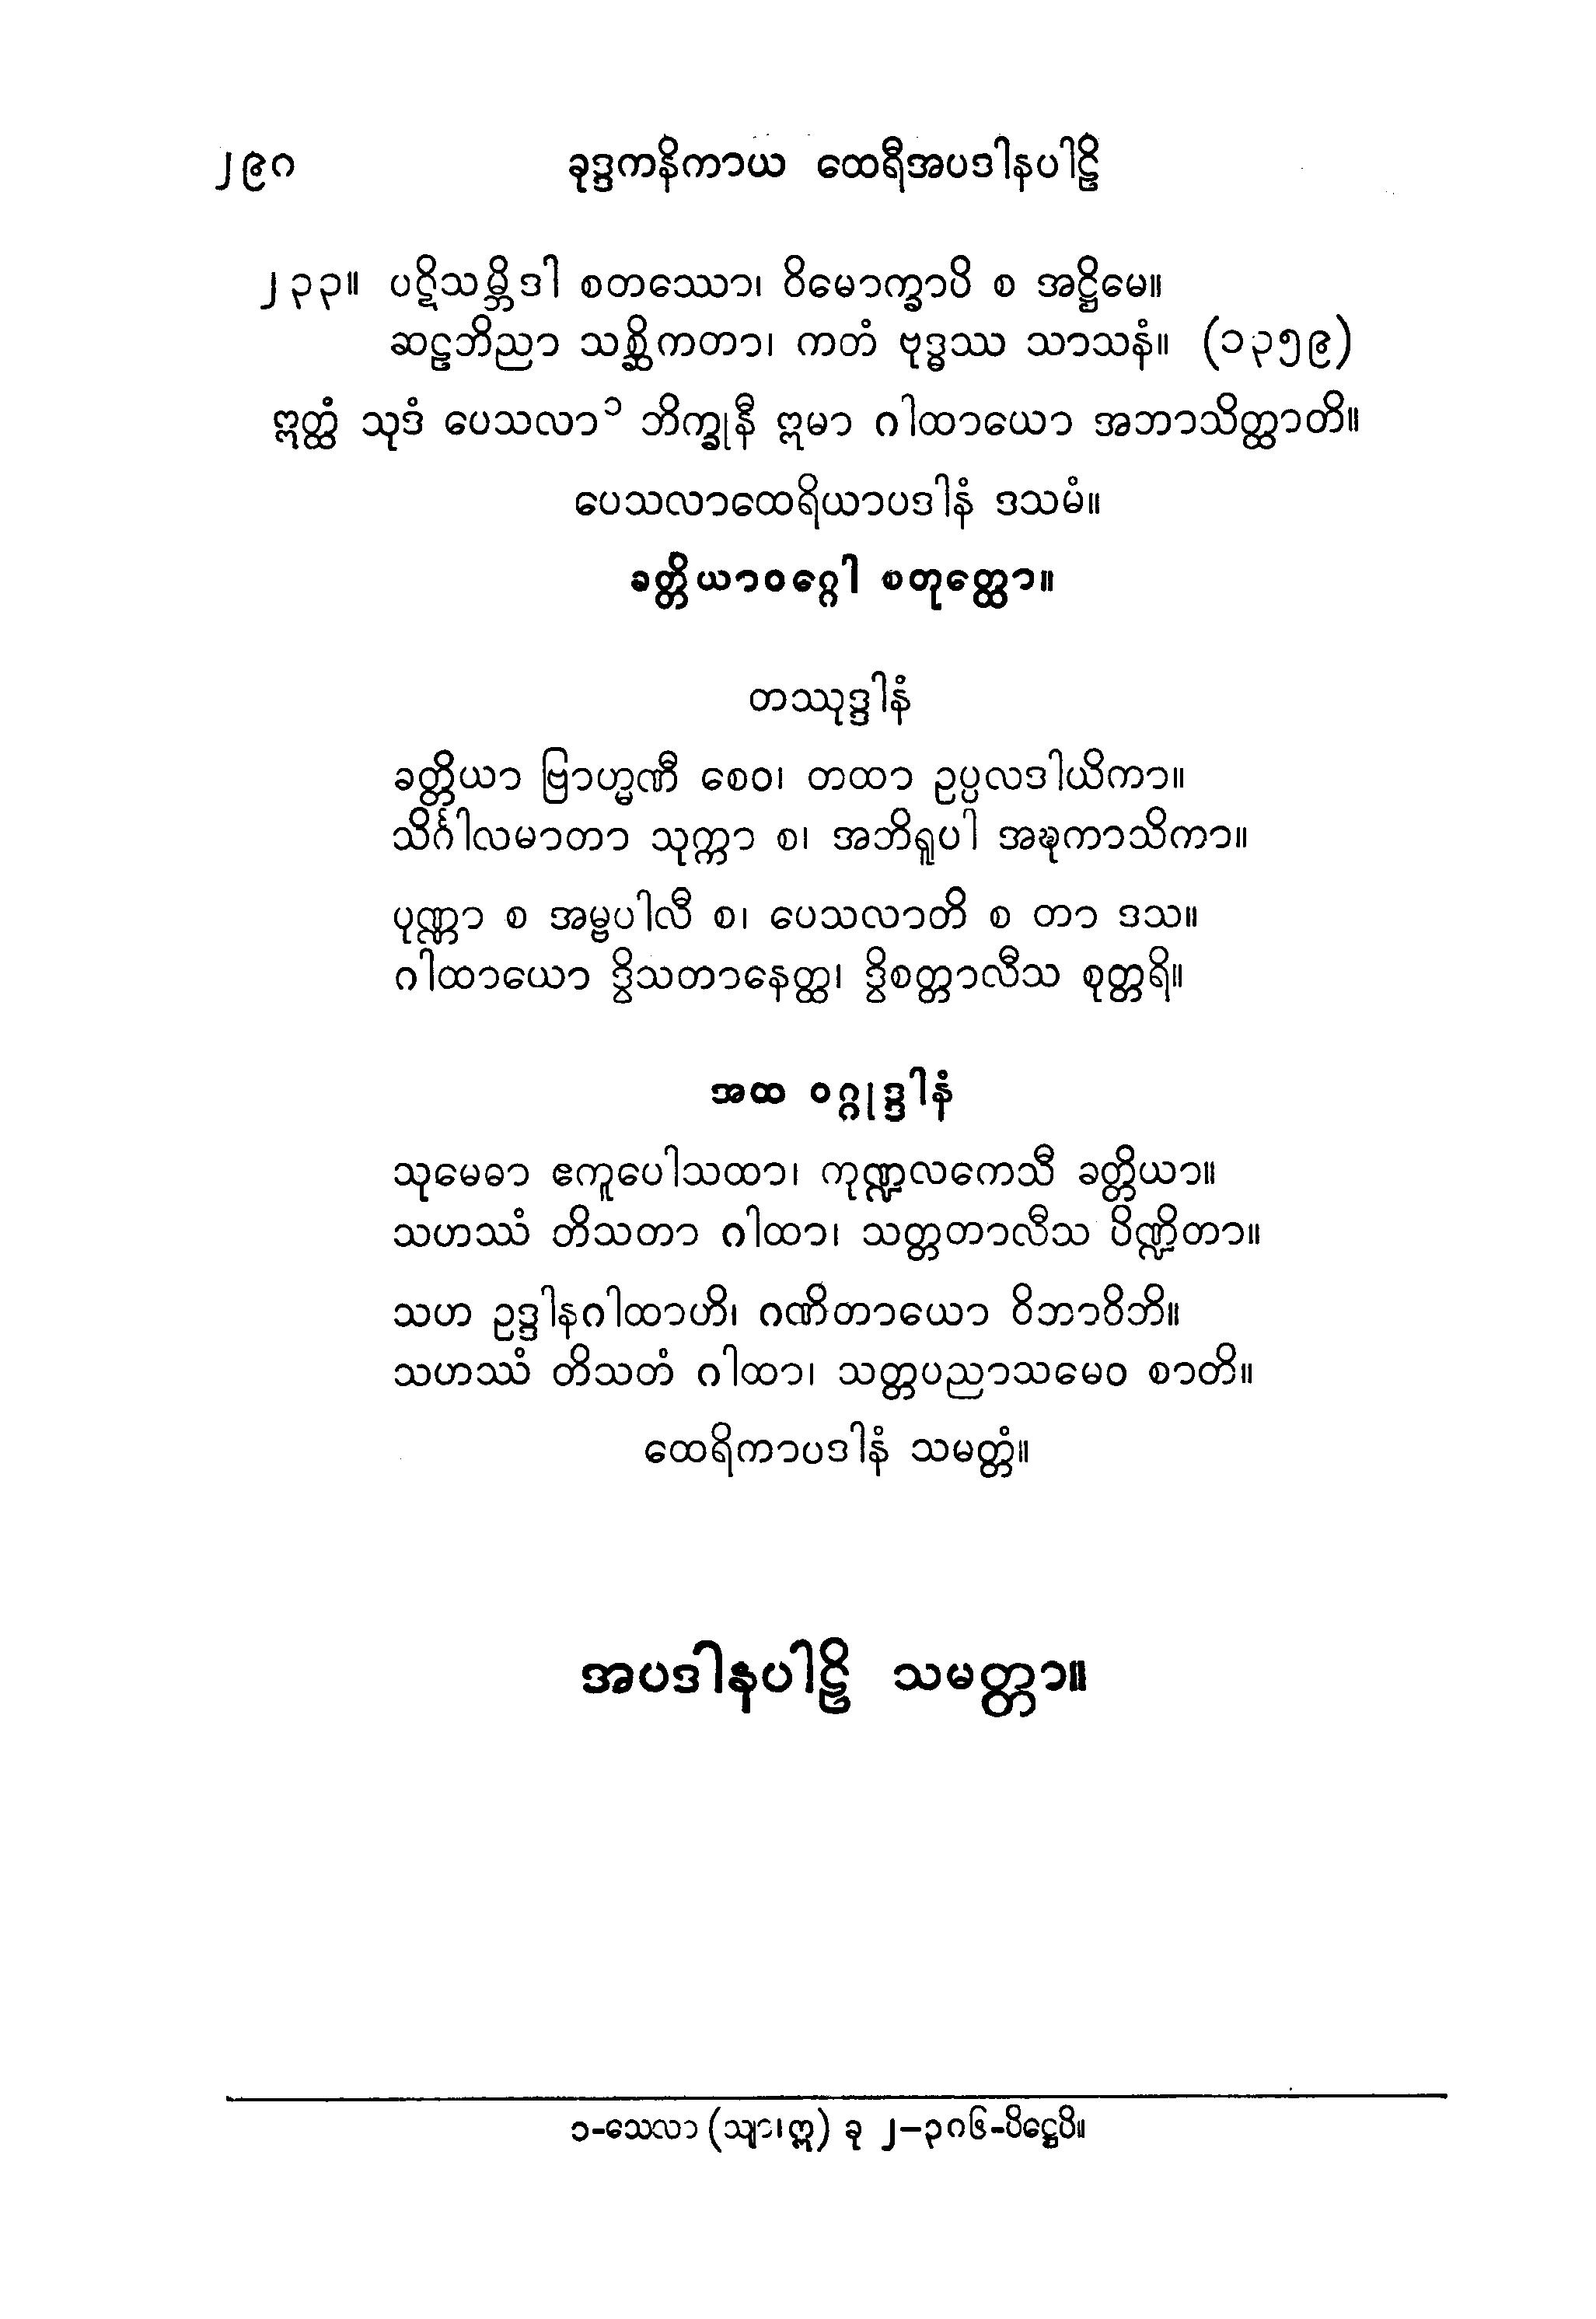 ၂၉၀ ခုဒ္ဒကနိကာယ ထေရီအပဒါနပါဠိ
၂၃၃။ ပဋိသမ္ဘိဒါ စတဿော၊ ဝိမောက္ခာပိ စ အဋ္ဌိမေ။
ဆဠဘိညာ သစ္ဆိကတာ၊ ကတံ ဗုဒ္ဓဿ သာသနံ။ (၁၃၅၉)
ဣတ္ထံ သုဒံ ပေသလာ၁ ဘိက္ခုနီ ဣမာ ဂါထာယော အဘာသိတ္ထာတိ။
ပေသလာထေရိယာပဒါနံ ဒသမံ။
ခတ္တိယာဝဂ္ဂေါ စတုတ္ထော။
တဿုဒ္ဒါနံ
ခတ္တိယာ ဗြာဟ္မဏီ စေဝ၊ တထာ ဥပ္ပလဒါယိကာ။
သိင်္ဂါလမာတာ သုက္ကာ စ၊ အဘိရူပါ အဍ္ဎကာသိကာ။
ပုဏ္ဏာ စ အမ္ဗပါလီ စ၊ ပေသလာတိ စ တာ ဒသ။
ဂါထာယော ဒွိသတာနေတ္ထ၊ ဒွိစတ္တာလီသ စုတ္တရိ။
အထ ဝဂ္ဂုဒ္ဒါနံ
သုမေဓာ ဧကူပေါသထာ၊ ကုဏ္ဍလကေသီ ခတ္တိယာ။
သဟဿံ တိသတာ ဂါထာ၊ သတ္တတာလီသ ပိဏ္ဍိတာ။
သဟ ဥဒ္ဒါနဂါထာဟိ၊ ဂဏိတာယော ဝိဘာဝိဘိ။
သဟဿံ တိသတံ ဂါထာ၊ သတ္တပညာသမေဝ စာတိ။
ထေရိကာပဒါနံ သမတ္တံ။
အပဒါနပါဠိ သမတ္တာ။
၁-သေလာ (သျာ၊ဣ) ခု ၂–၃၀၆-ပိဋ္ဌေပိ။